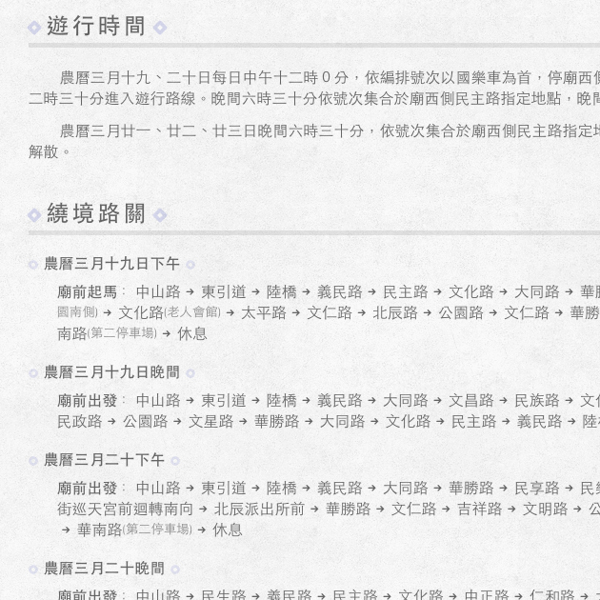 遊行時間
農曆三月十九、二十日每日中午十二時 0 分，依編排號次以國樂車為首，停廟西
二時三十分進入遊行路線。晚間六時三十分依號次集合於廟西側民主路指定地點，晚
農曆三月廿一、廿二、廿三日晚間六時三十分，依號次集合於廟西側民主路指定
解散。
繞境路關
農曆三月十九日下午
廟前起馬： 中山路 → 東引道 → 陸橋 → 義民路 → 民主路 → 文化路 → 大同路 → 華
園南側) → 文化路(老人會館) → 太平路 → 文仁路 → 北辰路 → 公園路 → 文仁路 → 華勝
南路(第二停車場) → 休息
農曆三月十九日晚間
廟前出發： 中山路 → 東引道 → 陸橋 → 義民路 → 大同路 → 文昌路 → 民族路 → 文
民政路 → 公園路 → 文星路 → 華勝路 → 大同路 → 文化路 → 民主路 → 義民路 → 陸
農曆三月二十下午
廟前出發： 中山路 → 東引道 → 陸橋 → 義民路 → 大同路 → 華勝路 → 民享路 → 民
街巡天宮前迴轉南向 → 北辰派出所前 → 華勝路 → 文仁路 → 吉祥路 → 文明路 → 公
→ 華南路(第二停車場) → 休息
農曆三月二十晚間
廟前出發： 中山路 → 民生路 → 義民路 → 民主路 → 文化路 → 中正路 → 仁和路 →